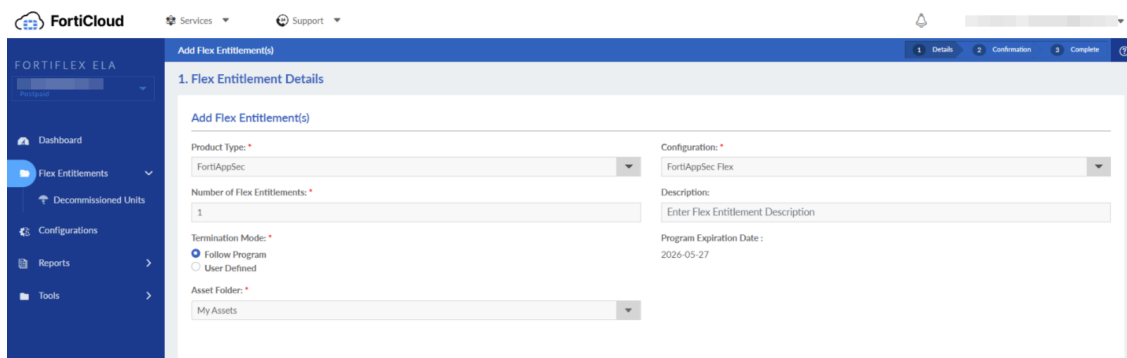 FortiCloud
Services
Support
FORTIFLEX ELA
Postpaid
Dashboard
Flex Entitlements
Decommissioned Units
Configurations
Reports
Tools
Add Flex Entitlement(s)
1 Details
2 Confirmation
3 Complete
1. Flex Entitlement Details
Add Flex Entitlement(s)
Product Type: *
FortiAppSec
Configuration: *
FortiAppSec Flex
Number of Flex Entitlements: *
1
Description:
Enter Flex Entitlement Description
Termination Mode: *
Follow Program
User Defined
Program Expiration Date :
2026-05-27
Asset Folder: *
My Assets